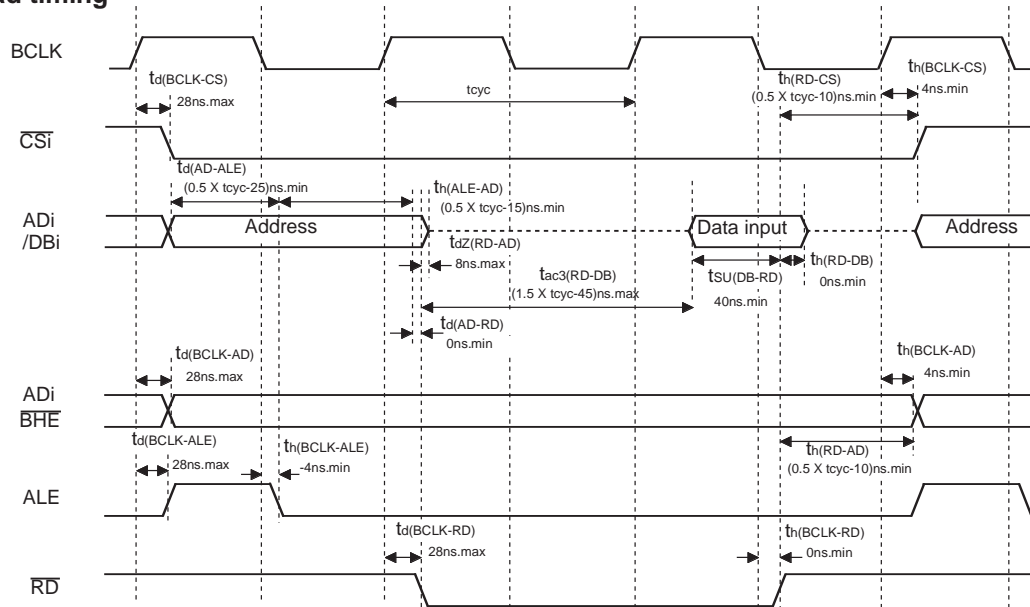 ad timing
BCLK
td(BCLK-CS)
28ns.max
tcyc
th(RD-CS)
(0.5 X tcyc-10)ns.min
th(BCLK-CS)
4ns.min
CSi
td(AD-ALE)
(0.5 X tcyc-25)ns.min
th(ALE-AD)
(0.5 X tcyc-15)ns.min
ADi
/DBi
Address
Data input
Address
tdZ(RD-AD)
8ns.max
tac3(RD-DB)
(1.5 X tcyc-45)ns.max
tSU(DB-RD)
40ns.min
th(RD-DB)
0ns.min
td(AD-RD)
0ns.min
td(BCLK-AD)
28ns.max
th(BCLK-AD)
4ns.min
ADi
BHE
td(BCLK-ALE)
28ns.max
th(BCLK-ALE)
-4ns.min
th(RD-AD)
(0.5 X tcyc-10)ns.min
ALE
td(BCLK-RD)
28ns.max
th(BCLK-RD)
0ns.min
RD